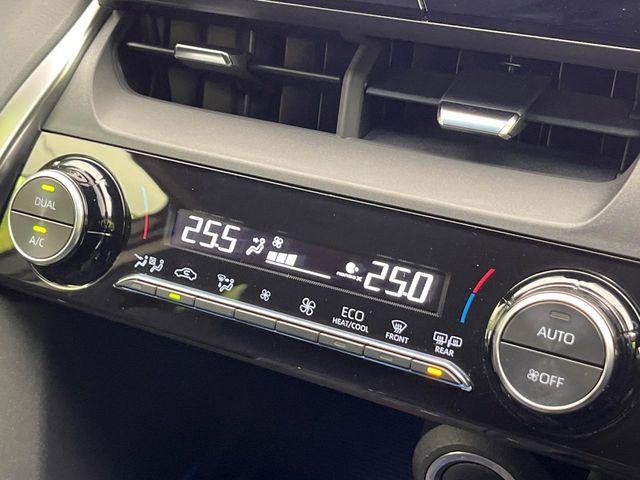 DUAL
A/C
25.5
25.0
ECO
HEAT/COOL
FRONT
REAR
AUTO
OFF